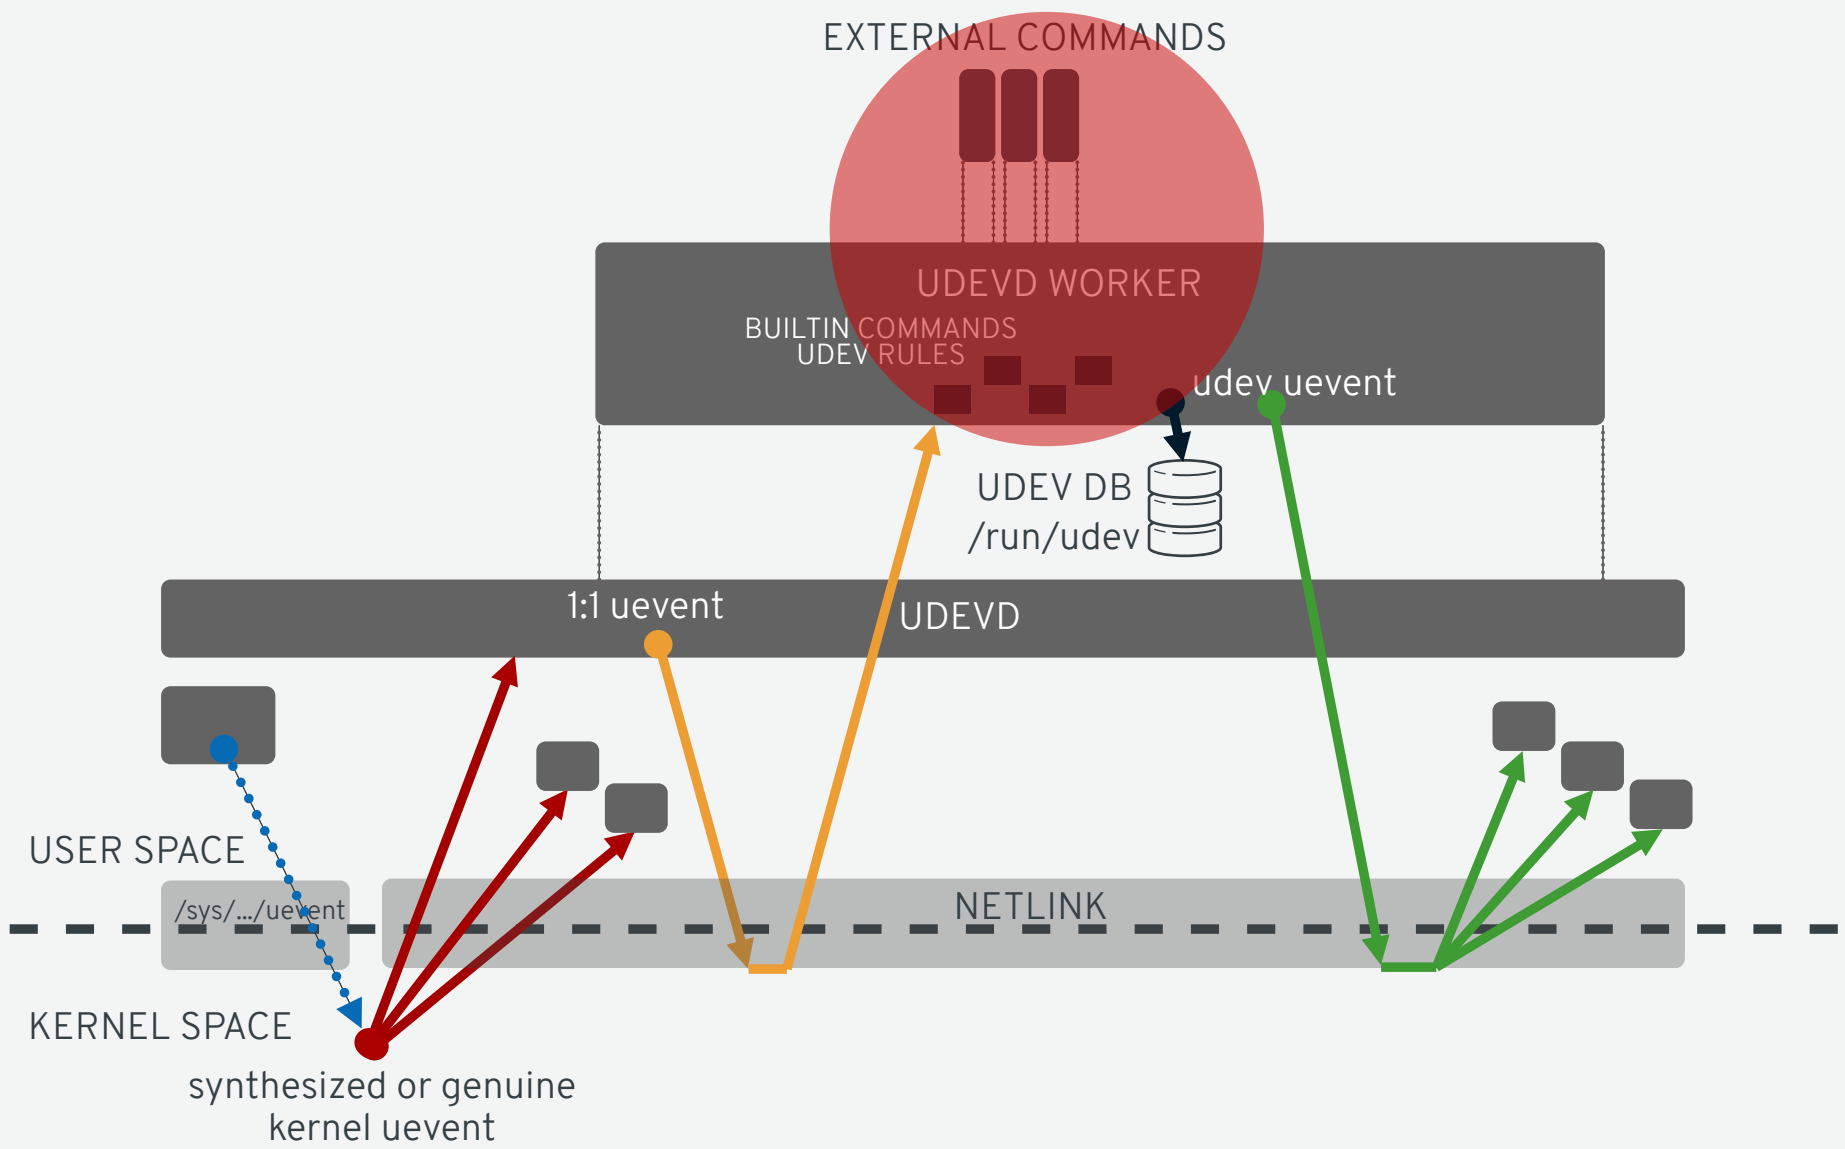 EXTERNAL COMMANDS
UDEVD WORKER
BUILTIN COMMANDS
UDEV RULES
udev uevent
UDEV DB
/run/udev
1:1 uevent
UDEVD
USER SPACE
/sys/.../uevent
NETLINK
KERNEL SPACE
synthesized or genuine
kernel uevent